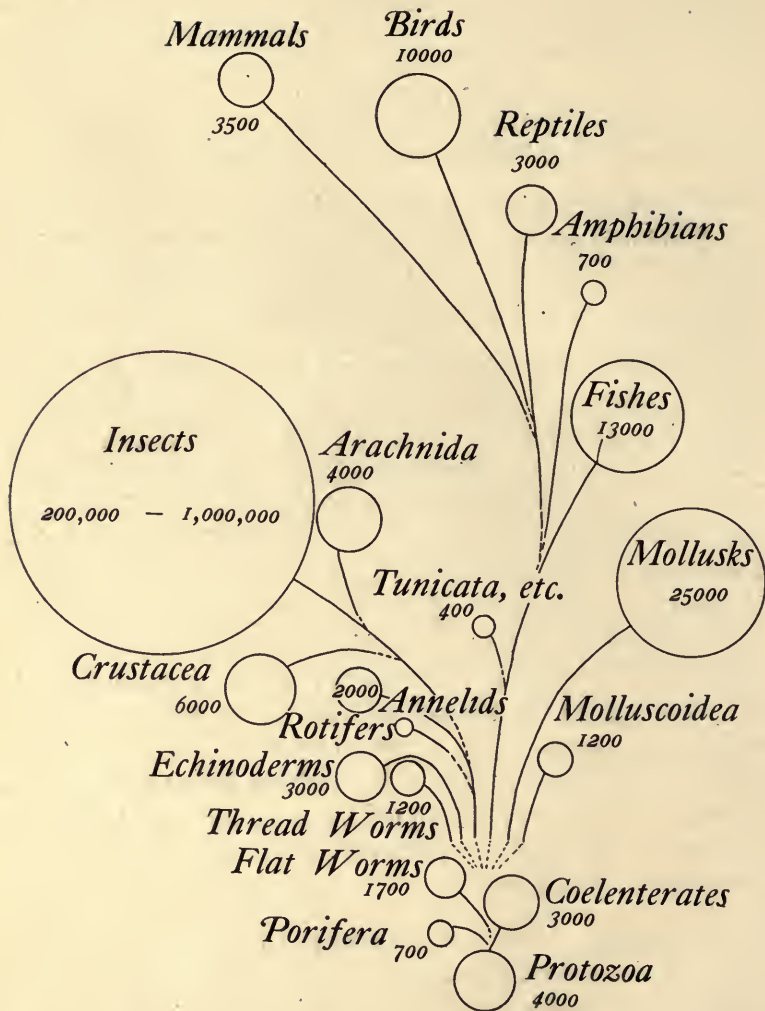 Mammals
3500
Birds
10000
Reptiles
3000
Amphibians
700
Fishes
13000
Insects
200,000 — 1,000,000
Arachnida
4000
Mollusks
25000
Tunicata, etc.
400
Crustacea
6000
2000
Annelids
Rotifers
Molluscoidea
1200
Echinoderms
3000
1200
Thread Worms
Flat Worms
1700
Coelenterates
3000
Porifera
700
Protozoa
4000